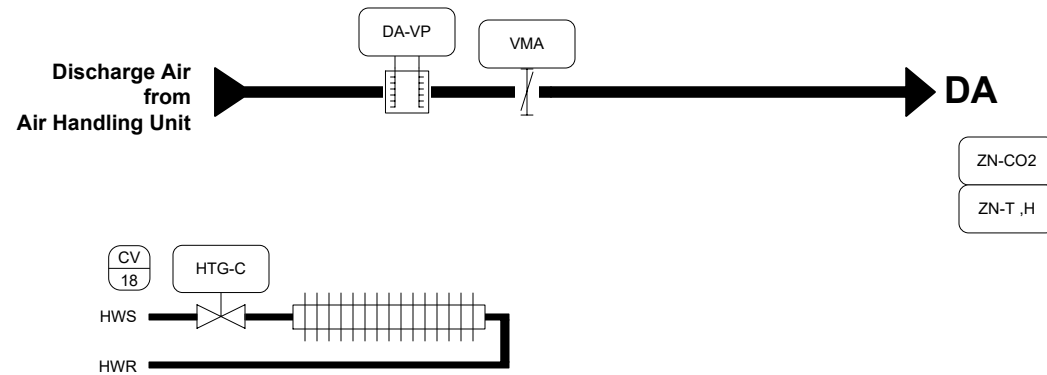 DA-VP
VMA
Discharge Air
from
Air Handling Unit
DA
ZN-CO2
ZN-T ,H
CV
18
HTG-C
HWS
HWR